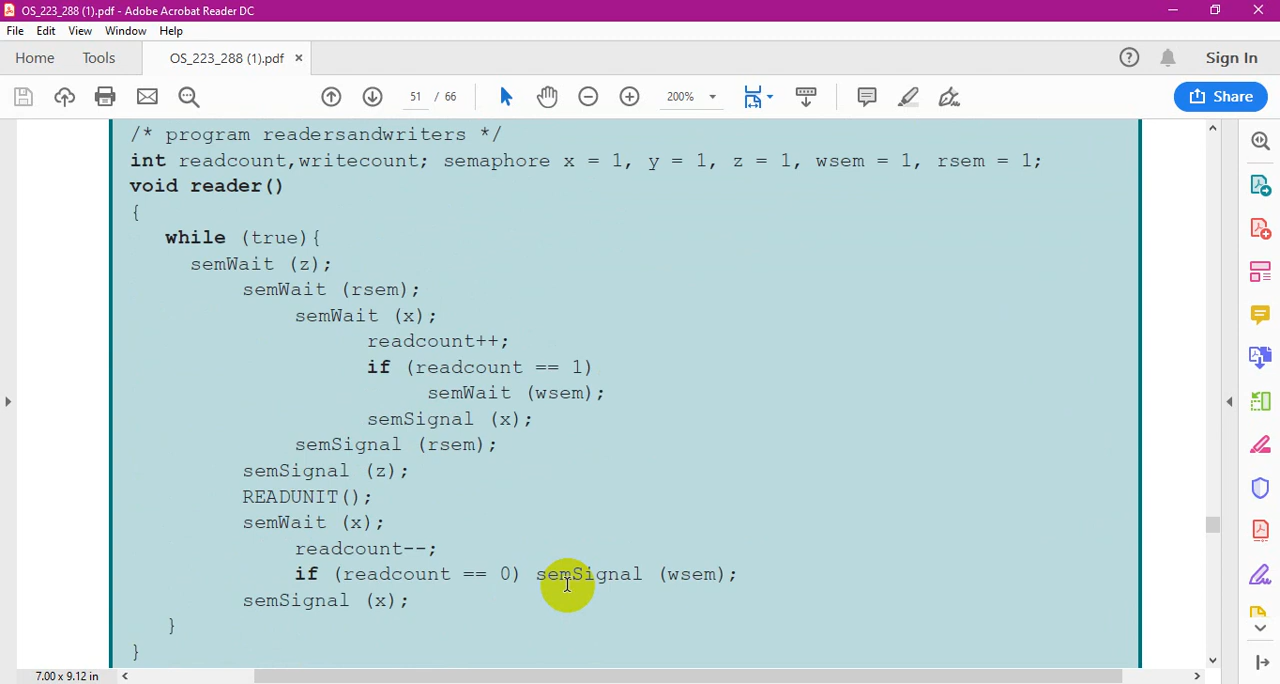 OS_223_288 (1).pdf - Adobe Acrobat Reader DC
File Edit View Window Help
Home Tools OS_223_288 (1).pdf × Sign In
51 / 66 200% Share
/* program readersandwriters */
int readcount,writecount; semaphore x = 1, y = 1, z = 1, wsem = 1, rsem = 1;
void reader()
{
while (true){
semWait (z);
semWait (rsem);
semWait (x);
readcount++;
if (readcount == 1)
semWait (wsem);
semSignal (x);
semSignal (rsem);
semSignal (z);
READUNIT();
semWait (x);
readcount--;
if (readcount == 0) semSignal (wsem);
semSignal (x);
}
}
7.00 x 9.12 in